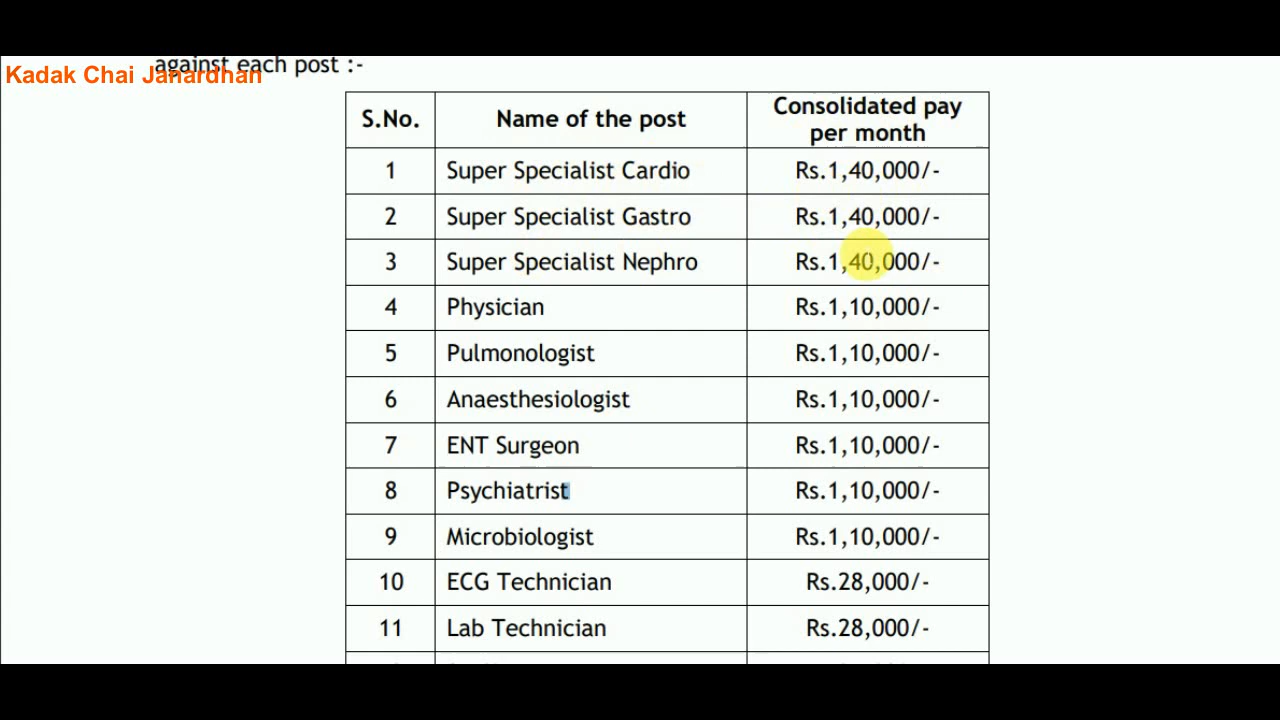 against each post :-
Kadak Chai Janardhan
S.No. Name of the post Consolidated pay per month
1 Super Specialist Cardio Rs.1,40,000/-
2 Super Specialist Gastro Rs.1,40,000/-
3 Super Specialist Nephro Rs.1,40,000/-
4 Physician Rs.1,10,000/-
5 Pulmonologist Rs.1,10,000/-
6 Anaesthesiologist Rs.1,10,000/-
7 ENT Surgeon Rs.1,10,000/-
8 Psychiatrist Rs.1,10,000/-
9 Microbiologist Rs.1,10,000/-
10 ECG Technician Rs.28,000/-
11 Lab Technician Rs.28,000/-